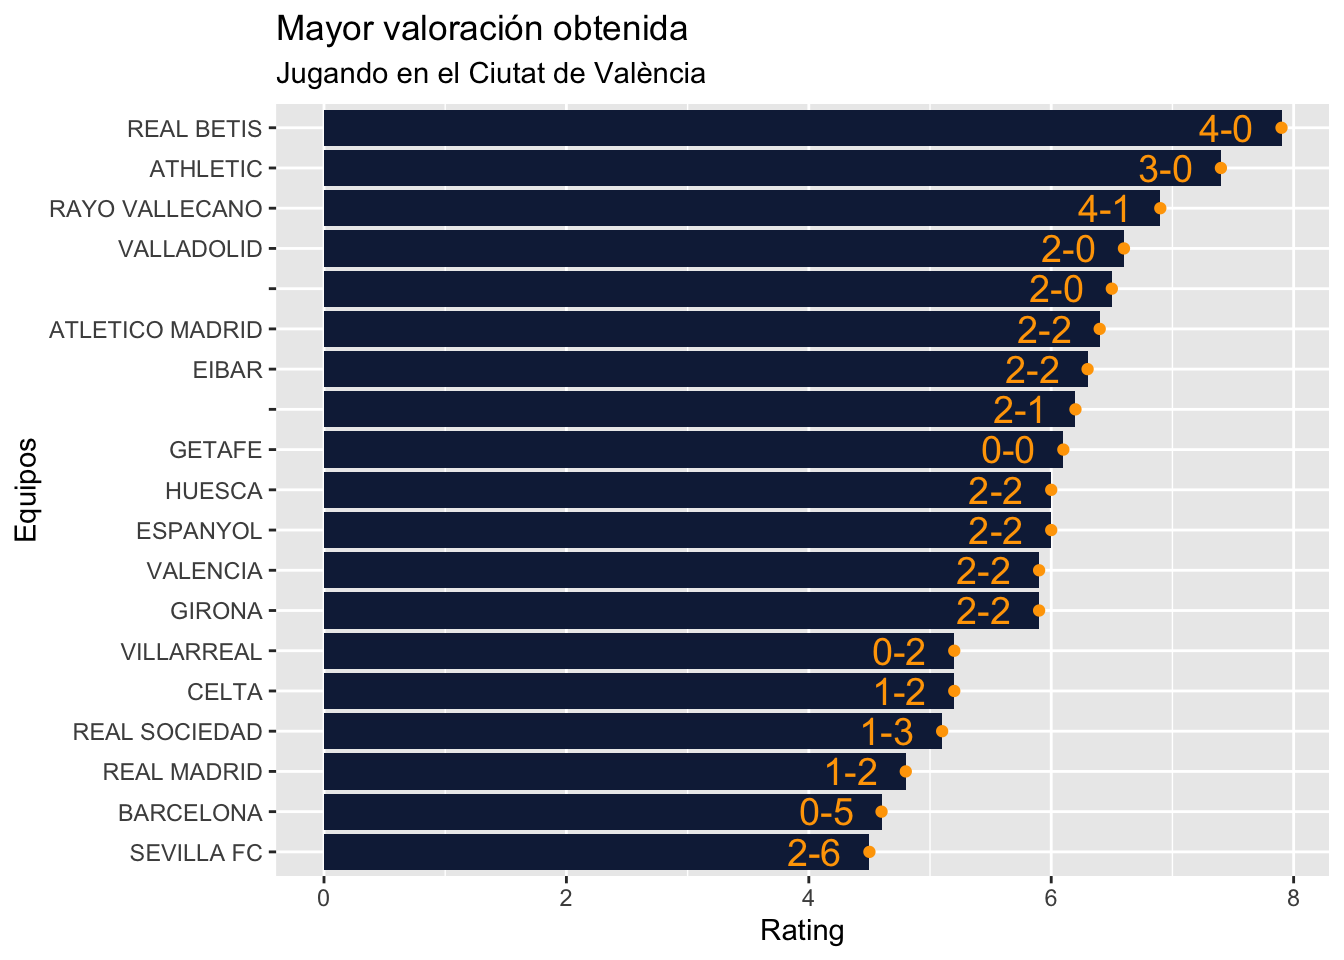 Mayor valoración obtenida
Jugando en el Ciutat de València
Equipos
REAL BETIS 4-0
ATHLETIC 3-0
RAYO VALLECANO 4-1
VALLADOLID 2-0
2-0
ATLETICO MADRID 2-2
EIBAR 2-2
2-1
GETAFE 0-0
HUESCA 2-2
ESPANYOL 2-2
VALENCIA 2-2
GIRONA 2-2
VILLARREAL 0-2
CELTA 1-2
REAL SOCIEDAD 1-3
REAL MADRID 1-2
BARCELONA 0-5
SEVILLA FC 2-6
0 2 4 6 8
Rating